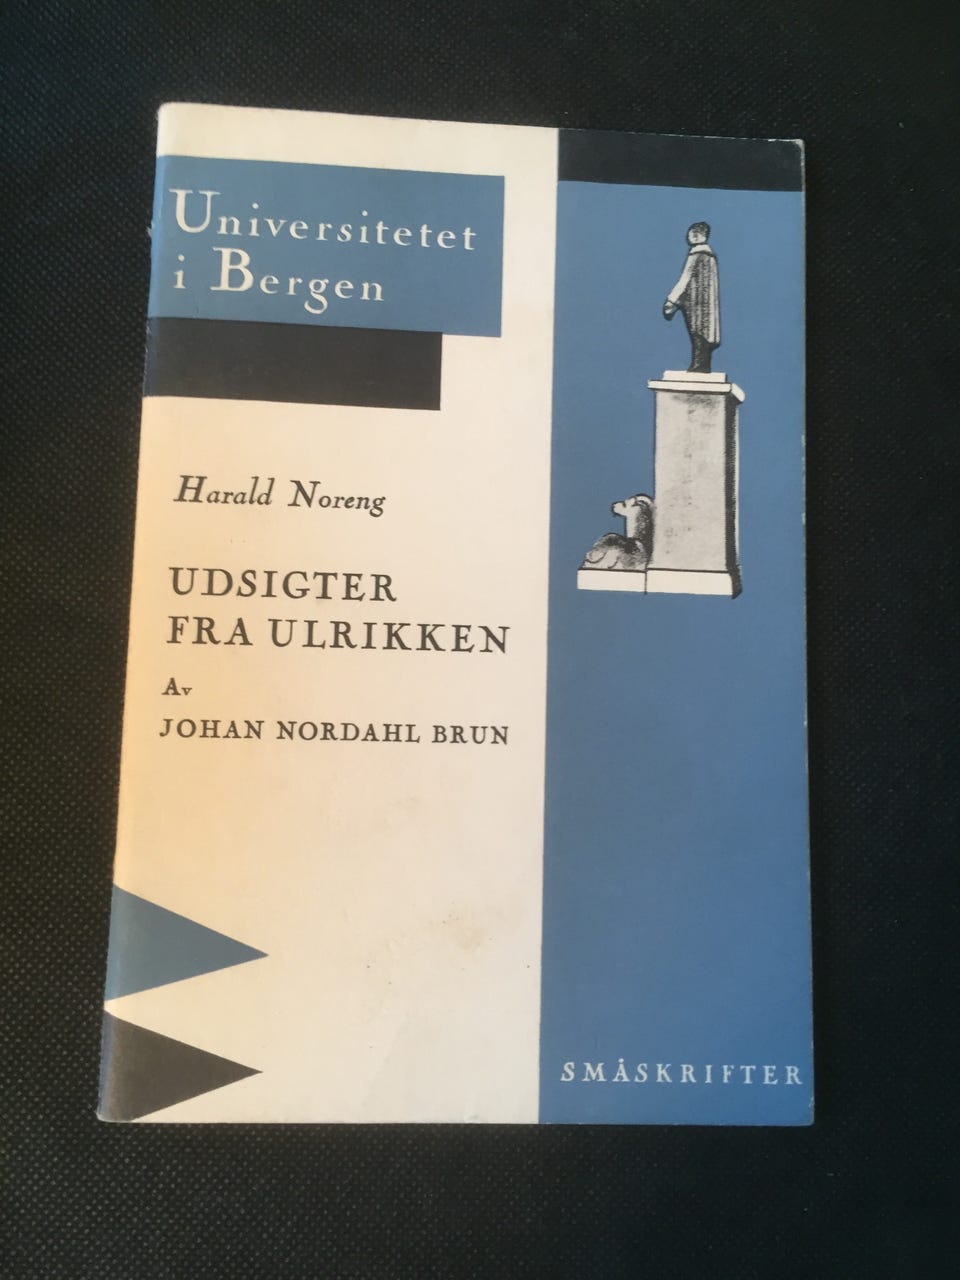 Universitetet
i Bergen
Harald Noreng
UDSIGTER
FRA ULRIKKEN
Av
JOHAN NORDAHL BRUN
SMÅSKRIFTER